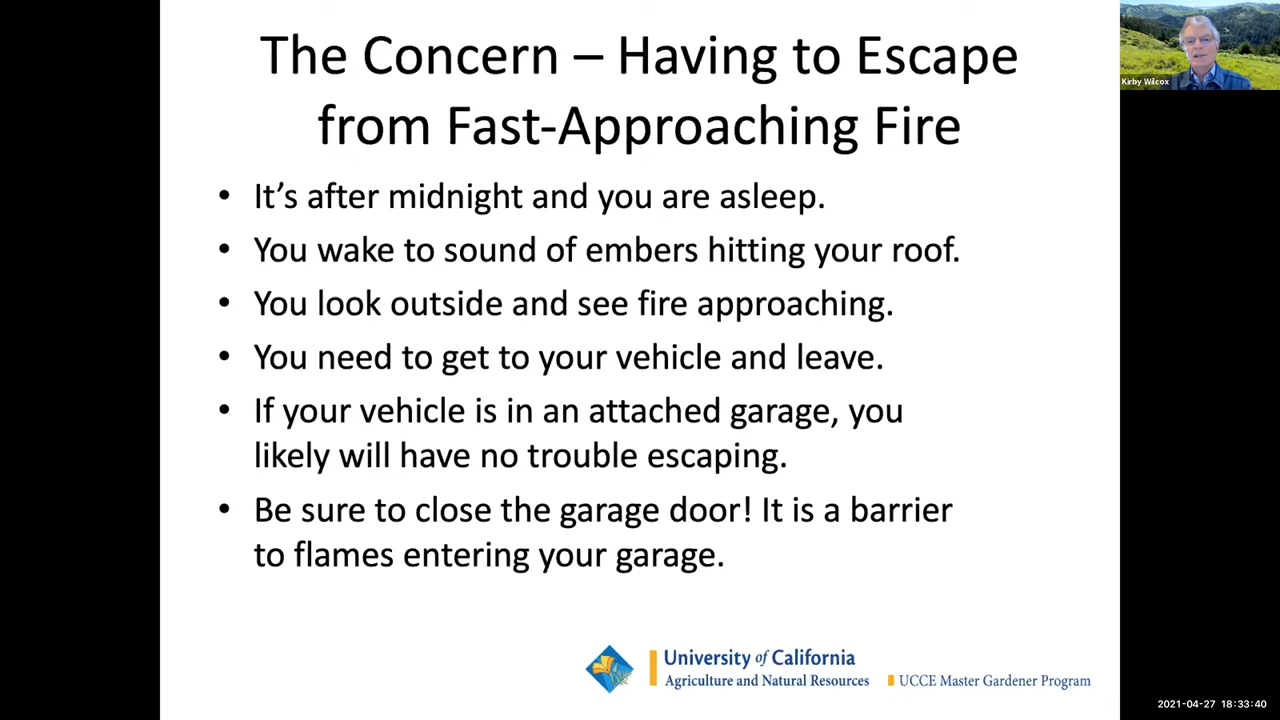 The Concern – Having to Escape
from Fast-Approaching Fire
• It's after midnight and you are asleep.
• You wake to sound of embers hitting your roof.
• You look outside and see fire approaching.
• You need to get to your vehicle and leave.
• If your vehicle is in an attached garage, you
likely will have no trouble escaping.
• Be sure to close the garage door! It is a barrier
to flames entering your garage.
University of California
Agriculture and Natural Resources
UCCE Master Gardener Program
Kirby Wilcox
2021-04-27 18:33:40